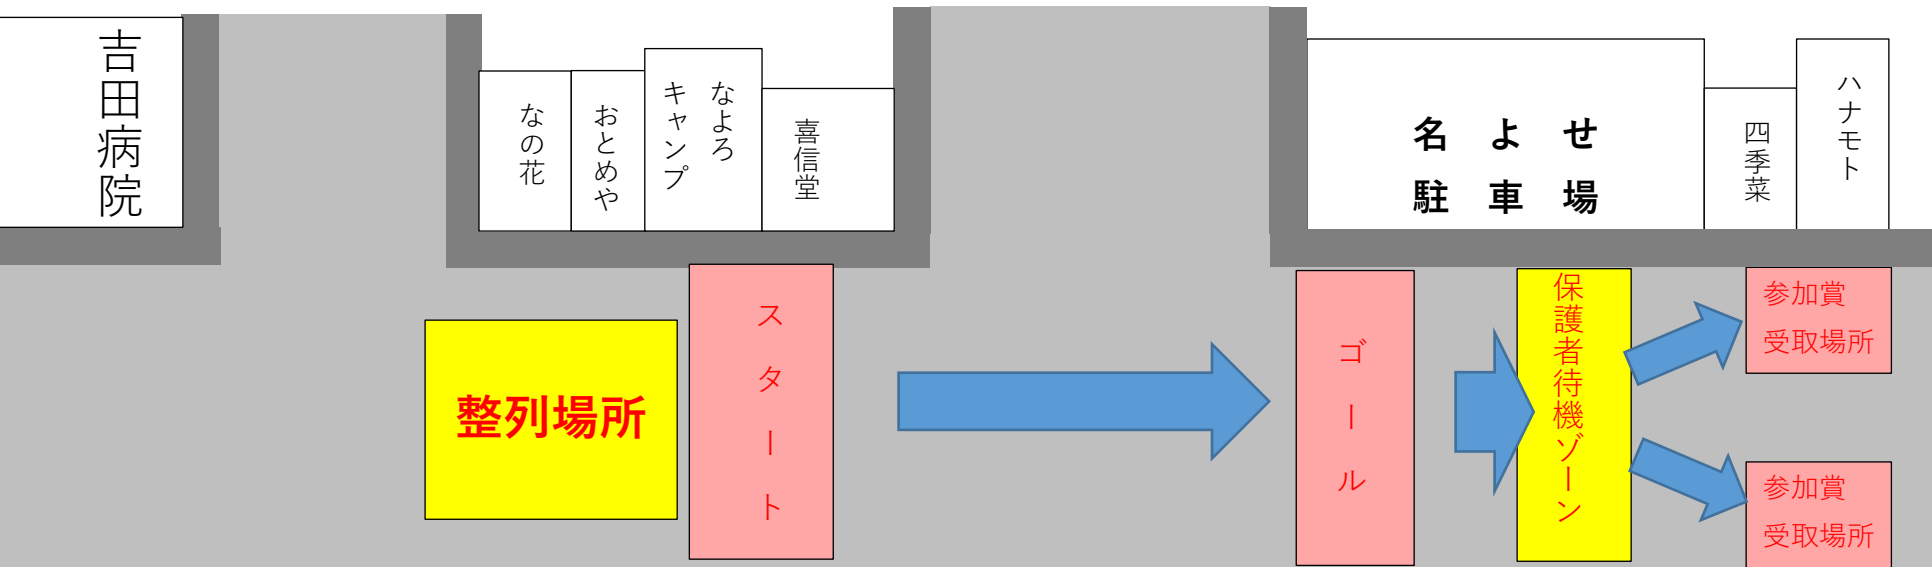 吉田病院
なの花
おとめや
なよろ
キャンプ
喜信堂
名よせ
駐車場
四季菜
ハナモト
整列場所
スタート
ゴール
保護者待機ゾーン
参加賞
受取場所
参加賞
受取場所